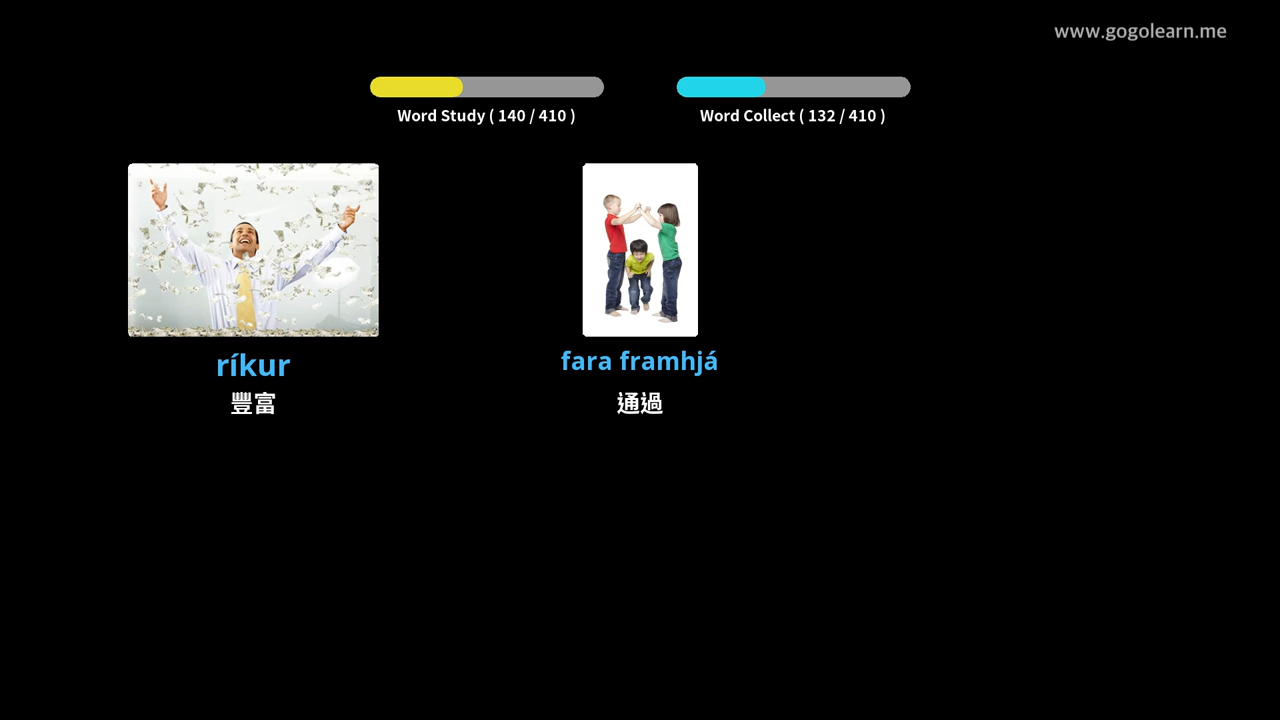 www.gogolearn.me
Word Study ( 140 / 410 )
Word Collect ( 132 / 410 )
ríkur
豐富
fara framhjá
通過